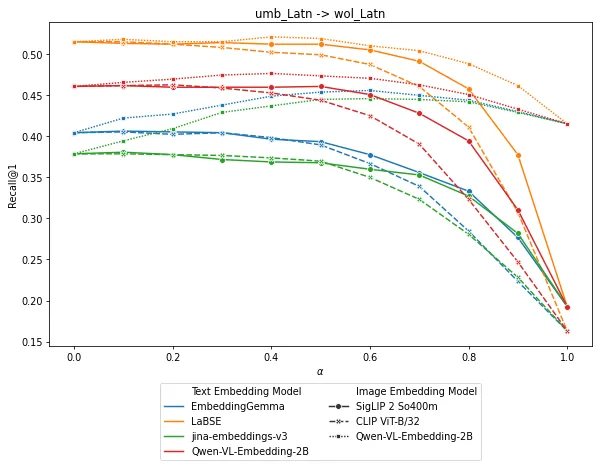 umb_Latn -> wol_Latn
Recall@1
0.50
0.45
0.40
0.35
0.30
0.25
0.20
0.15
0.0 0.2 0.4 0.6 0.8 1.0
α
Text Embedding Model
EmbeddingGemma
LaBSE
jina-embeddings-v3
Qwen-VL-Embedding-2B
Image Embedding Model
SigLIP 2 So400m
CLIP ViT-B/32
Qwen-VL-Embedding-2B